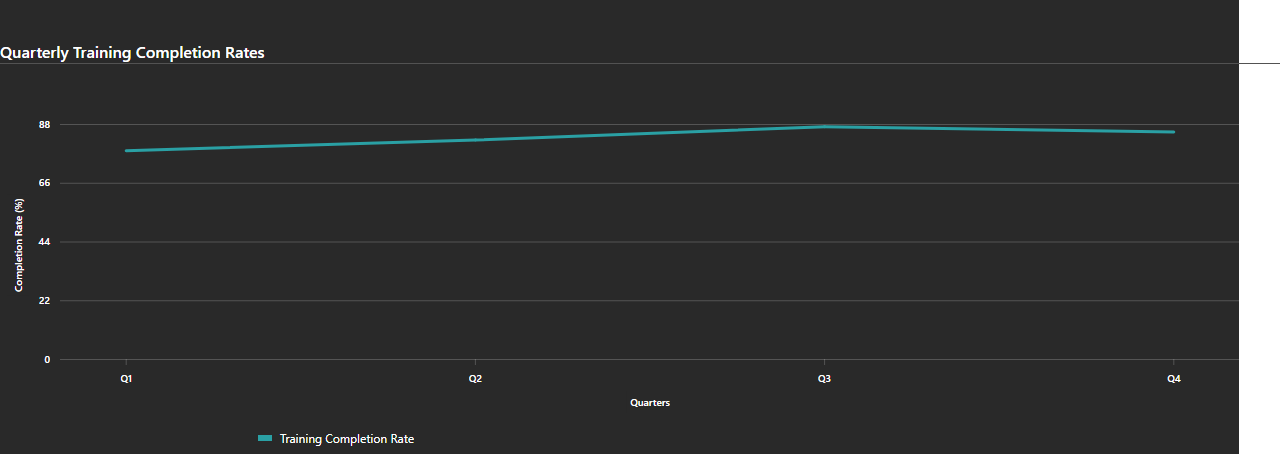 Quarterly Training Completion Rates
88
66
44
22
0
Completion Rate (%)
Q1 Q2 Q3 Q4
Quarters
Training Completion Rate